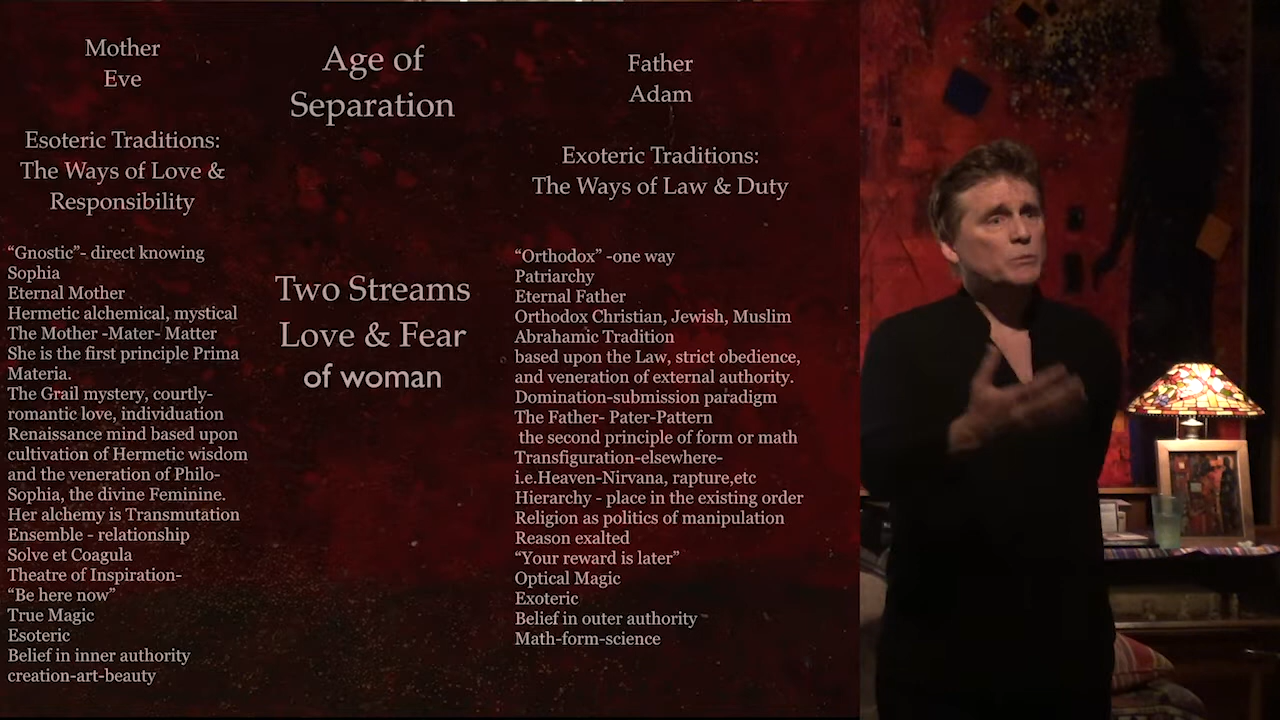 Mother
Eve
Esoteric Traditions:
The Ways of Love &
Responsibility
“Gnostic”- direct knowing
Sophia
Eternal Mother
Hermetic alchemical, mystical
The Mother -Mater- Matter
She is the first principle Prima
Materia.
The Grail mystery, courtly-
romantic love, individuation
Renaissance mind based upon
cultivation of Hermetic wisdom
and the veneration of Philo-
Sophia, the divine Feminine.
Her alchemy is Transmutation
Ensemble - relationship
Solve et Coagula
Theatre of Inspiration-
“Be here now”
True Magic
Esoteric
Belief in inner authority
creation-art-beauty
Age of
Separation
Two Streams
Love & Fear
of woman
Father
Adam
Exoteric Traditions:
The Ways of Law & Duty
“Orthodox” -one way
Patriarchy
Eternal Father
Orthodox Christian, Jewish, Muslim
Abrahamic Tradition
based upon the Law, strict obedience,
and veneration of external authority.
Domination-submission paradigm
The Father- Pater-Pattern
the second principle of form or math
Transfiguration-elsewhere-
i.e.Heaven-Nirvana, rapture,etc
Hierarchy - place in the existing order
Religion as politics of manipulation
Reason exalted
“Your reward is later”
Optical Magic
Exoteric
Belief in outer authority
Math-form-science